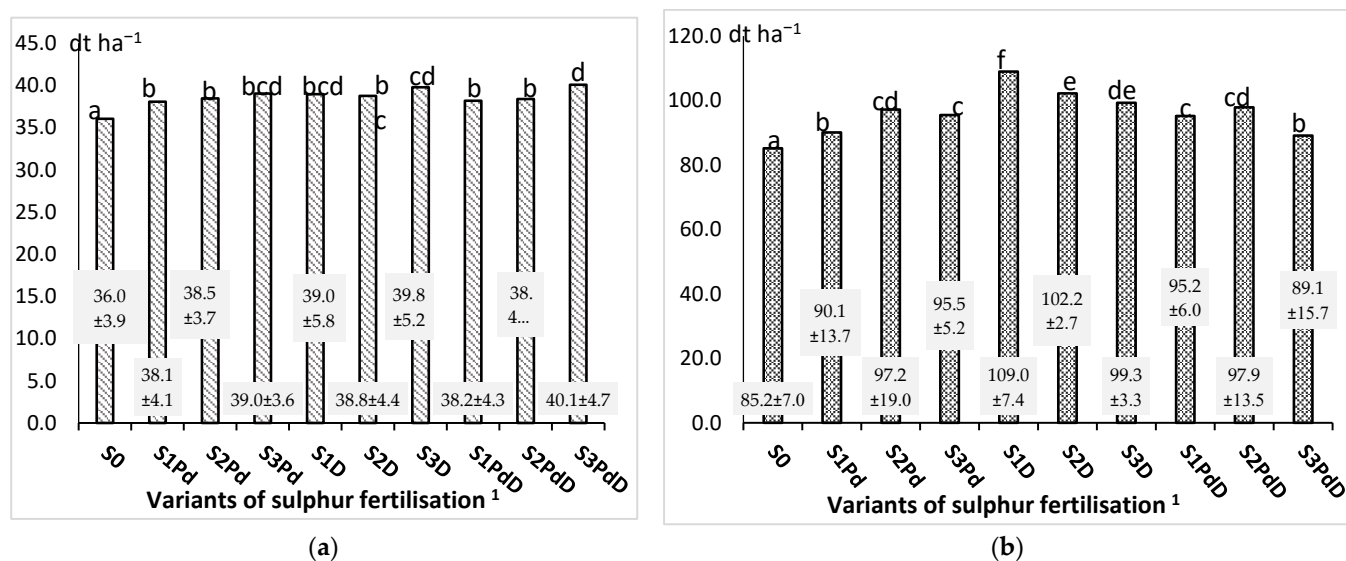 dt ha⁻¹
45.0
40.0
35.0
30.0
25.0
20.0
15.0
10.0
5.0
0.0
a
b
b
bcd
bcd
b
c
cd
b
b
d
36.0
±3.9
38.1
±4.1
38.5
±3.7
39.0±3.6
39.0
±5.8
38.8±4.4
39.8
±5.2
38.2±4.3
38.
4...
40.1±4.7
S0
S1Pd
S2Pd
S3Pd
S1D
S2D
S3D
S1PdD
S2PdD
S3PdD
Variants of sulphur fertilisation ¹
(a)
dt ha⁻¹
120.0
100.0
80.0
60.0
40.0
20.0
0.0
a
b
cd
c
f
e
de
c
cd
b
85.2±7.0
90.1
±13.7
97.2
±19.0
95.5
±5.2
109.0
±7.4
102.2
±2.7
99.3
±3.3
95.2
±6.0
97.9
±13.5
89.1
±15.7
S0
S1Pd
S2Pd
S3Pd
S1D
S2D
S3D
S1PdD
S2PdD
S3PdD
Variants of sulphur fertilisation ¹
(b)